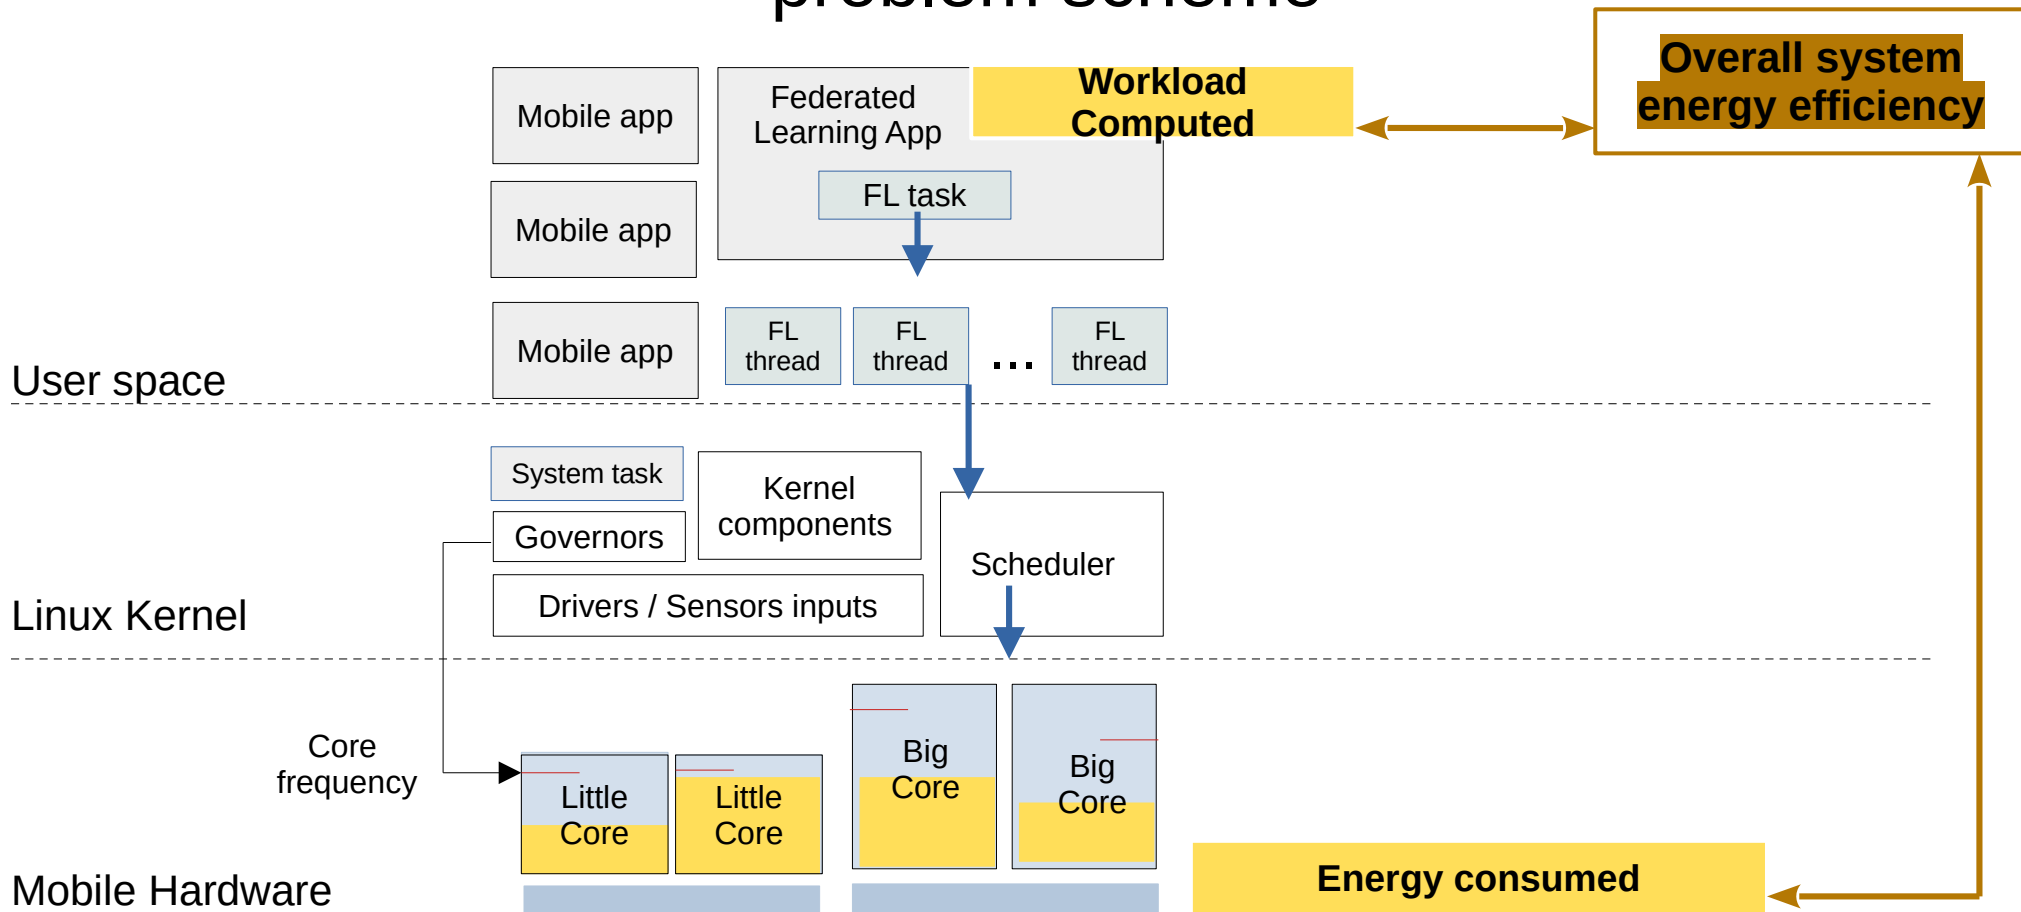 problem scheme
Overall system
energy efficiency
Workload
Computed
Mobile app
Federated
Learning App
FL task
Mobile app
Mobile app
FL
thread
FL
thread
...
FL
thread
User space
System task
Kernel
components
Governors
Scheduler
Drivers / Sensors inputs
Linux Kernel
Core
frequency
Little
Core
Little
Core
Big
Core
Big
Core
Energy consumed
Mobile Hardware